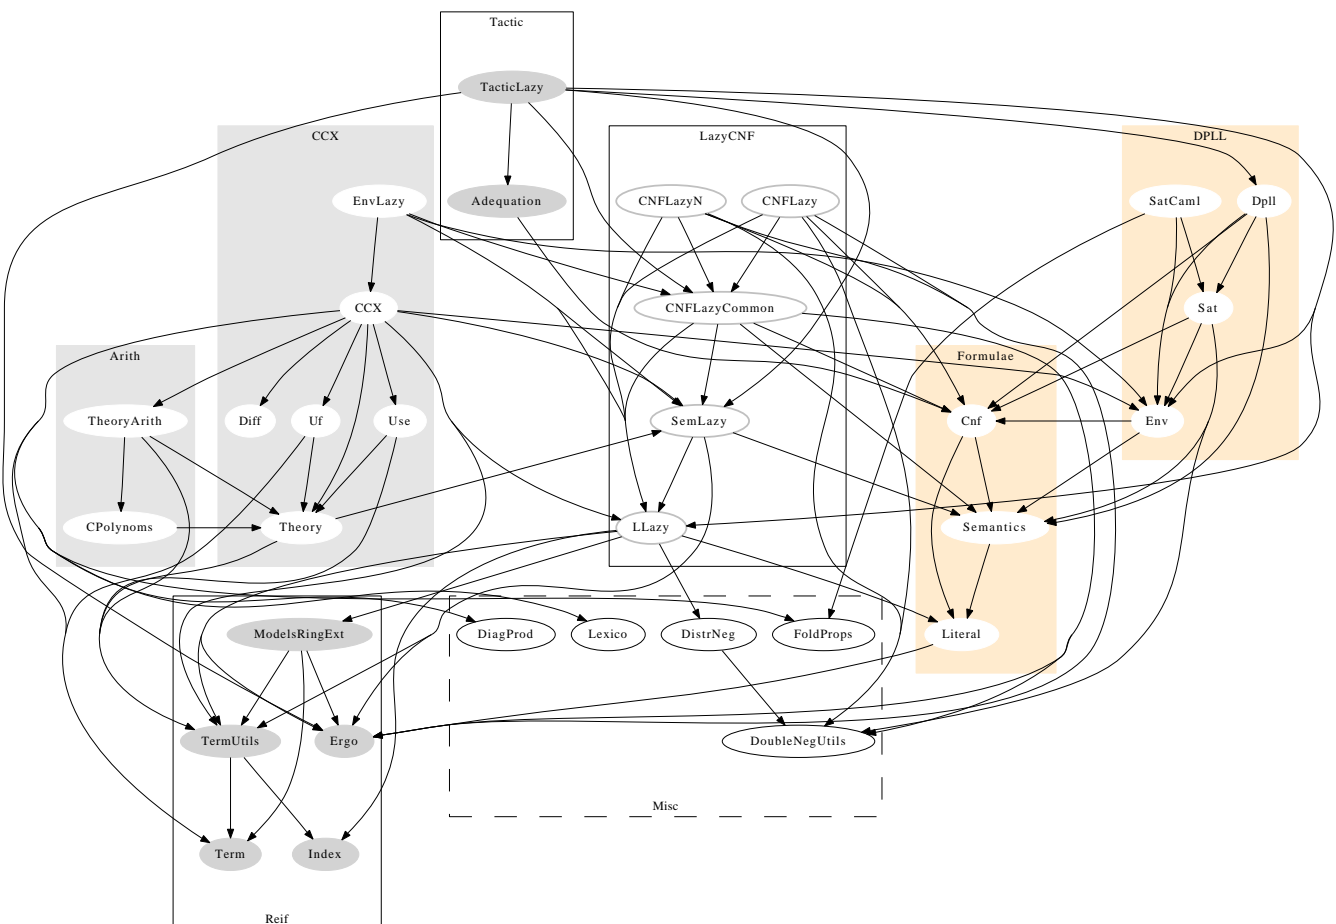 Tactic
TacticLazy
CCX
LazyCNF
DPLL
EnvLazy
Adequation
CNFLazyN
CNFLazy
SatCaml
Dpll
CCX
CNFLazyCommon
Sat
Arith
Formulae
TheoryArith
Diff
Uf
Use
SemLazy
Cnf
Env
CPolynoms
Theory
LLazy
Semantics
ModelsRingExt
DiagProd
Lexico
DistrNeg
FoldProps
Literal
TermUtils
Ergo
DoubleNegUtils
Misc
Term
Index
Reif